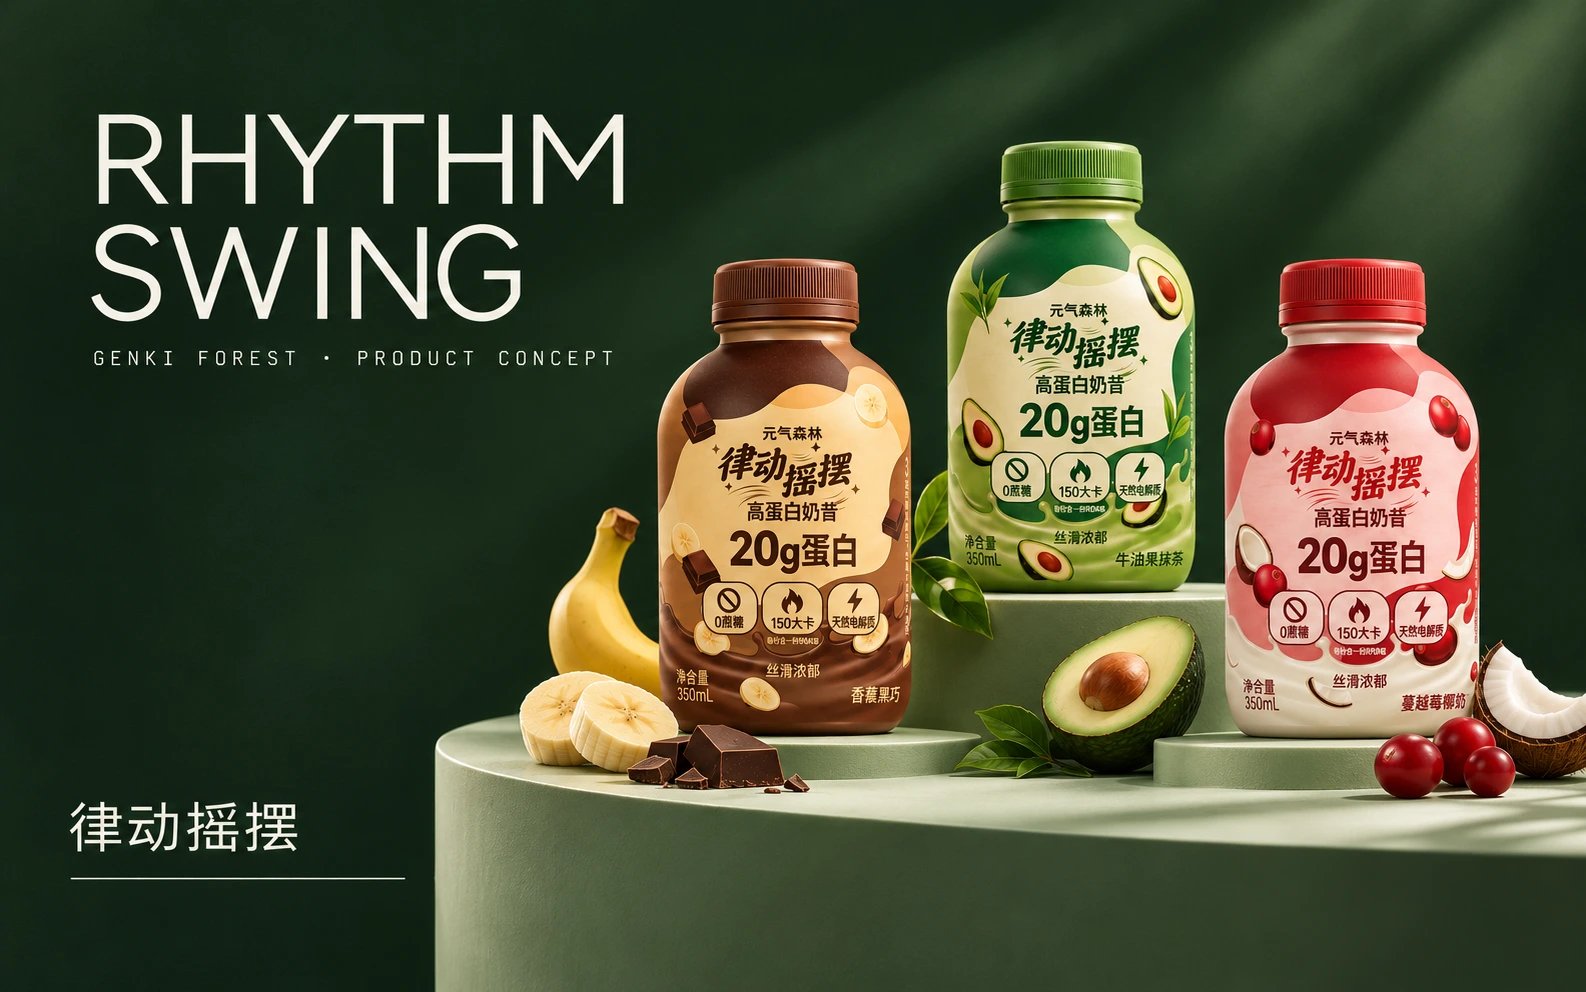 RHYTHM
SWING
GENKI FOREST • PRODUCT CONCEPT
元气森林
律动摇摆
高蛋白奶昔
20g蛋白
0蔗糖
150大卡
天然电解质
丝滑浓郁
净含量
350mL
香蕉黑巧
元气森林
律动摇摆
高蛋白奶昔
20g蛋白
0蔗糖
150大卡
天然电解质
丝滑浓郁
净含量
350mL
牛油果抹茶
元气森林
律动摇摆
高蛋白奶昔
20g蛋白
0蔗糖
150大卡
天然电解质
丝滑浓郁
净含量
350mL
蔓越莓椰奶
律动摇摆